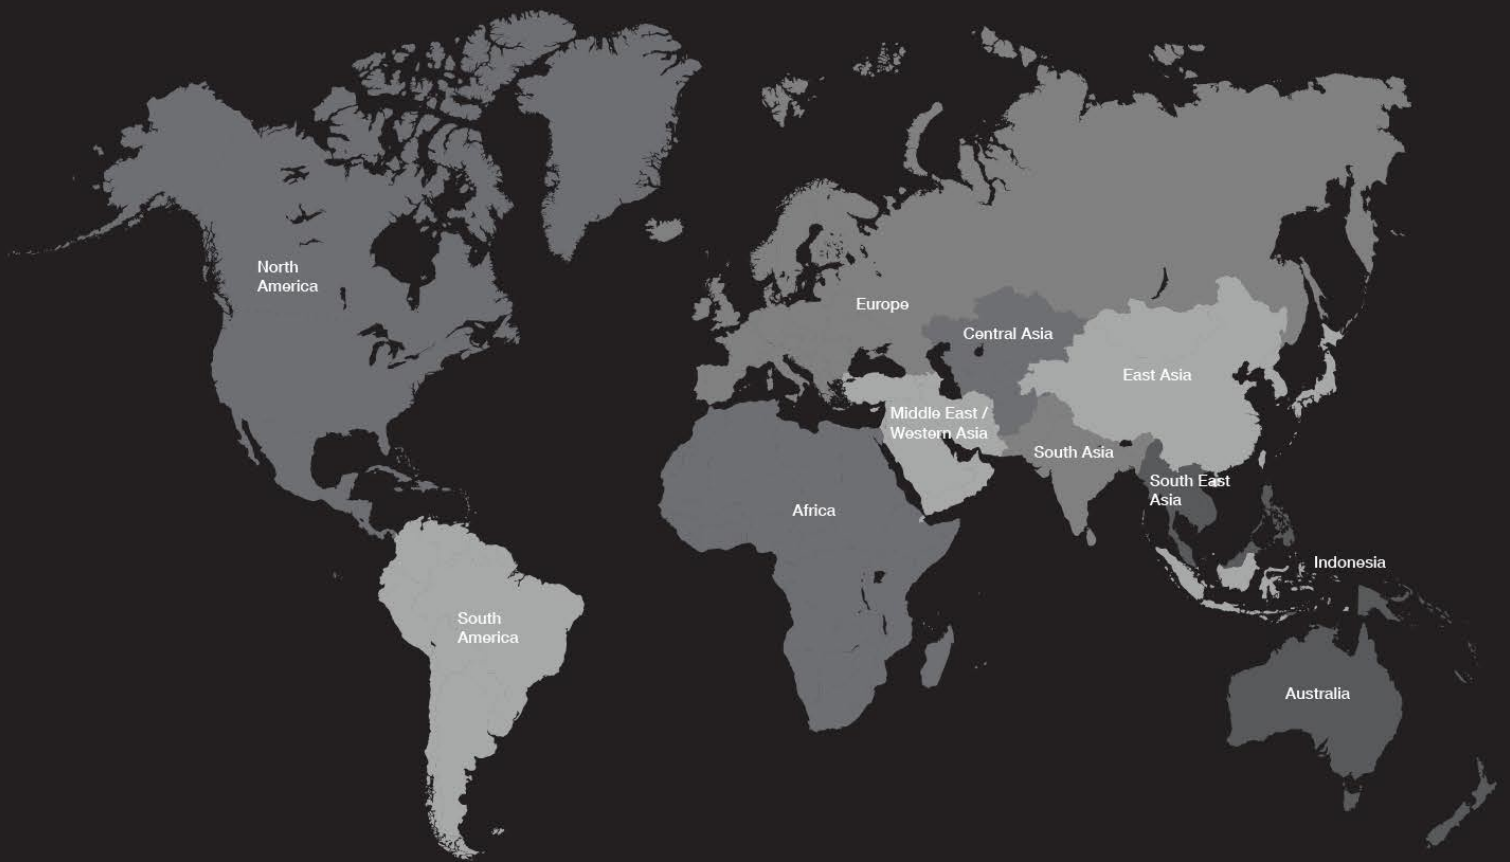 North
America
Europe
Central Asia
East Asia
Middle East /
Western Asia
South Asia
South East
Asia
Africa
Indonesia
South
America
Australia